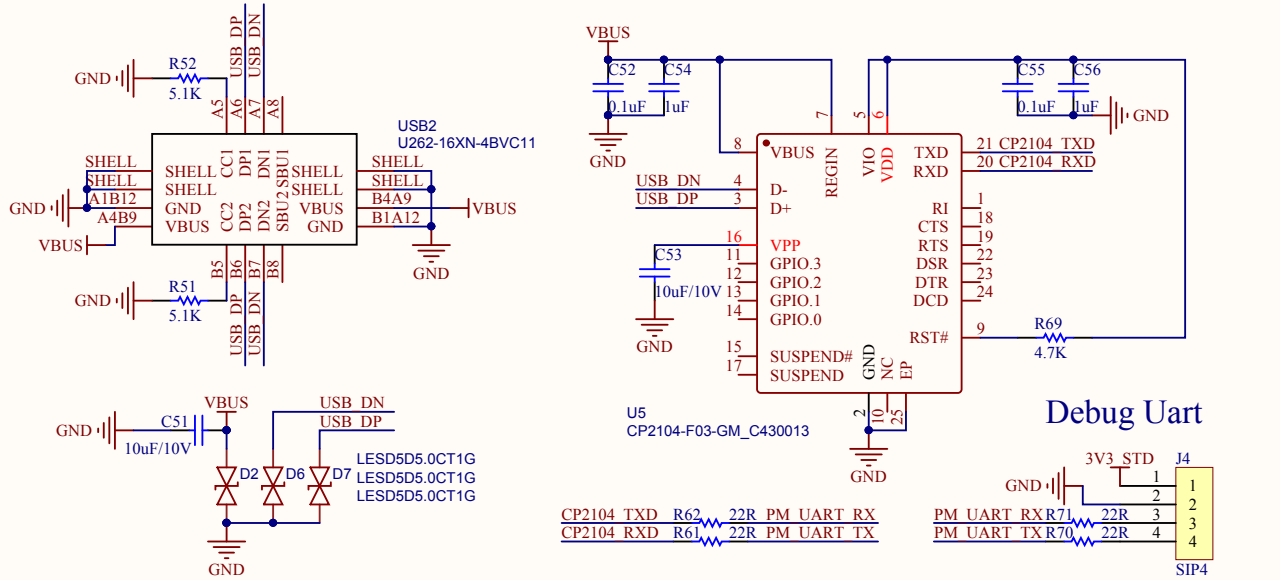 USB_DP
USB_DN
R52
5.1K
GND
A5
A6
A7
A8
USB2
U262-16XN-4BVC11
SHELL
SHELL
A1B12
A4B9
GND
VBUS
SHELL
SHELL
GND
VBUS
CC1
DP1
DN1
SBU1
CC2
DP2
DN2
SBU2
SHELL
SHELL
VBUS
GND
SHELL
SHELL
B4A9
B1A12
VBUS
GND
B5
B6
B7
B8
R51
5.1K
GND
USB_DP
USB_DN
VBUS
C51
10uF/10V
GND
USB_DN
USB_DP
D2
D6
D7
LESD5D5.0CT1G
LESD5D5.0CT1G
LESD5D5.0CT1G
GND
VBUS
C52
0.1uF
C54
1uF
GND
C55
0.1uF
C56
1uF
GND
7
5
6
REGIN
VIO
VDD
8
VBUS
USB_DN
4
D-
USB_DP
3
D+
16
VPP
C53
10uF/10V
GND
11
GPIO.3
12
GPIO.2
13
GPIO.1
14
GPIO.0
15
SUSPEND#
17
SUSPEND
TXD
21
CP2104_TXD
RXD
20
CP2104_RXD
RI
1
CTS
18
RTS
19
DSR
22
DTR
23
DCD
24
RST#
9
R69
4.7K
GND
NC
EP
2
10
25
GND
U5
CP2104-F03-GM_C430013
Debug Uart
CP2104_TXD R62 22R PM_UART_RX
CP2104_RXD R61 22R PM_UART_TX
3V3_STD
J4
GND
1
1
2
2
PM_UART_RX R71 22R 3
3
PM_UART_TX R70 22R 4
4
SIP4